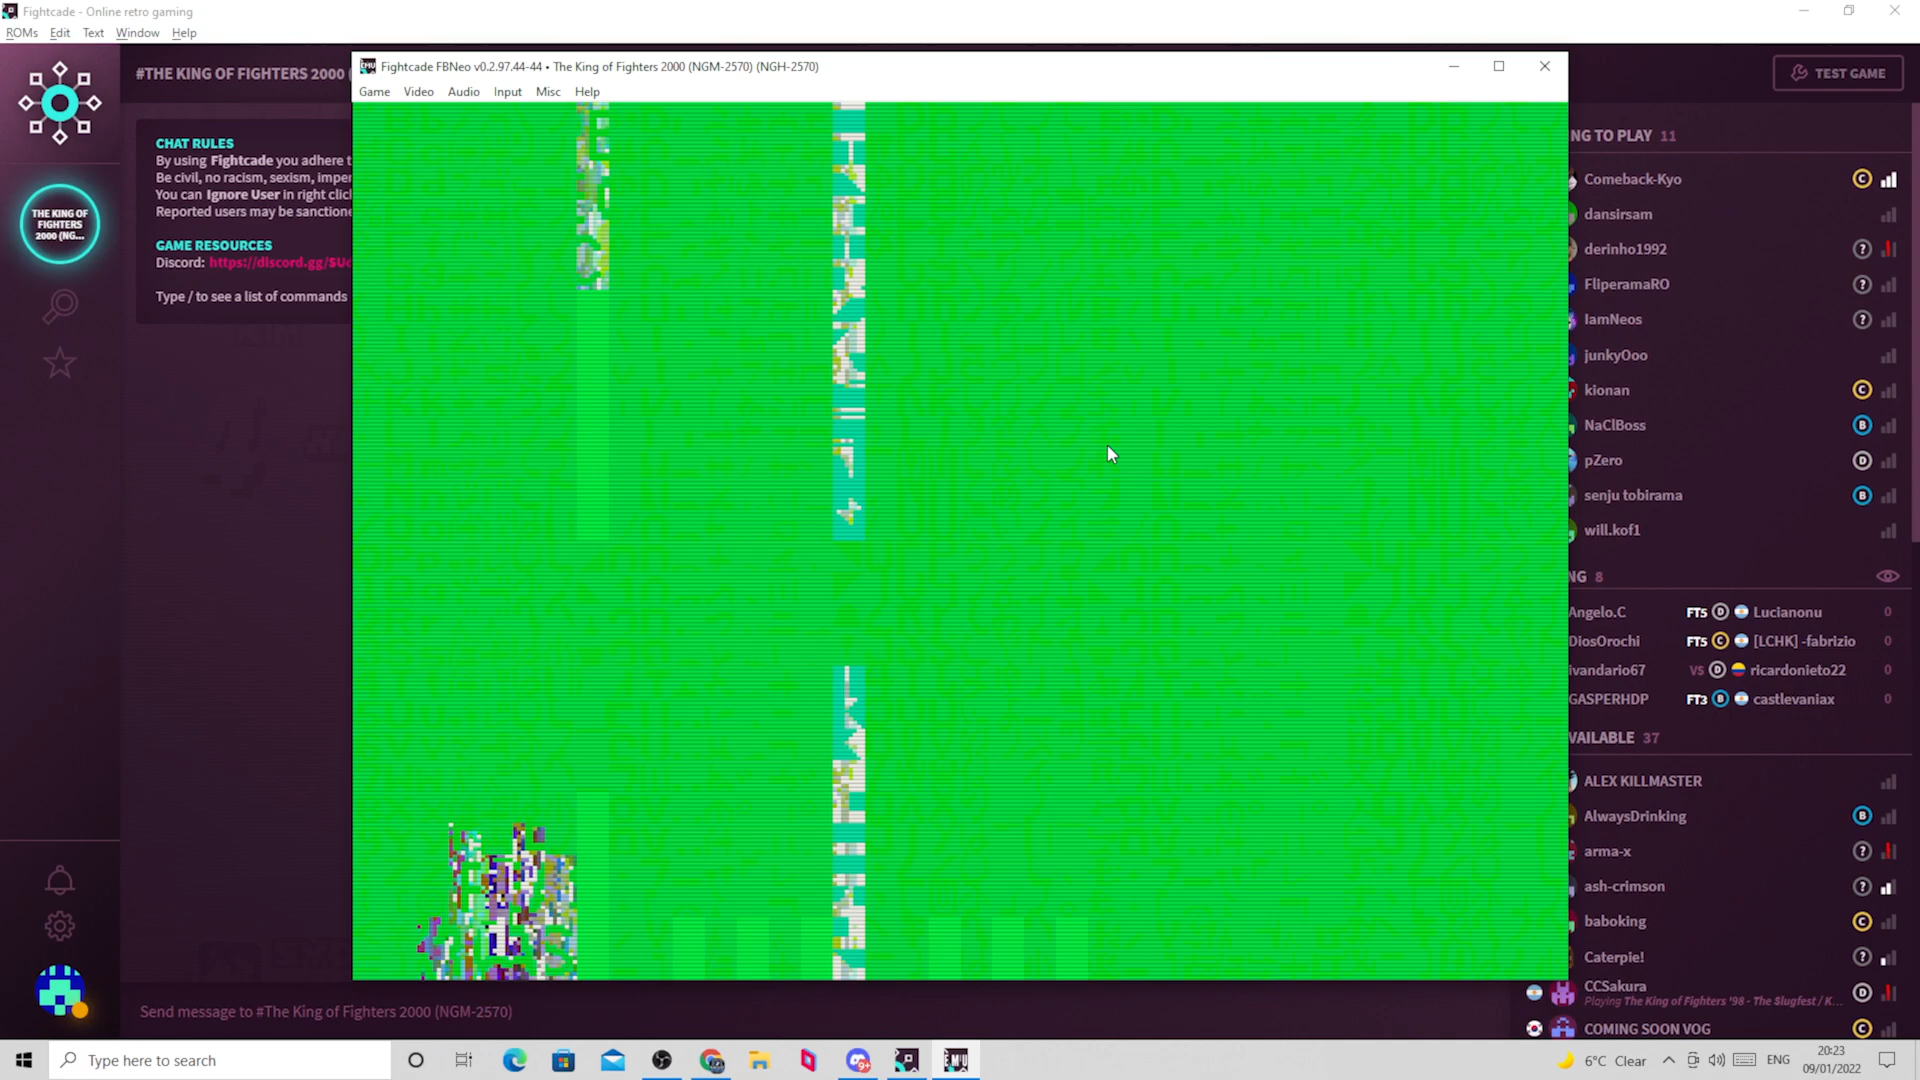 Fightcade - Online retro gaming
ROMs Edit Text Window Help
#THE KING OF FIGHTERS 2000 (
TEST GAME
Fightcade FBNeo v0.2.97.44-44 • The King of Fighters 2000 (NGM-2570) (NGH-2570)
Game Video Audio Input Misc Help
THE KING OF
FIGHTERS
2000 (NG...
CHAT RULES
By using Fightcade you adhere t
Be civil, no racism, sexism, imper
You can Ignore User in right clic
Reported users may be sanctione
GAME RESOURCES
Discord: https://discord.gg/SUc
Type / to see a list of commands
NG TO PLAY 11
Comeback-Kyo C
dansirsam
derinho1992 ?
FliperamaRO ?
IamNeos ?
junkyOoo
kionan C
NaClBoss B
pZero D
senju tobirama B
will.kof1
NG 8
Angelo.C FT5 D Lucianonu 0
DiosOrochi FT5 C [LCHK] -fabrizio 0
ivandario67 VS D ricardonieto22 0
GASPERHDP FT3 B castlevaniax 0
VAILABLE 37
ALEX KILLMASTER
AlwaysDrinking B
arma-x ?
ash-crimson ?
baboking C
Caterpie! ?
CCSakura D
Playing The King of Fighters '98 - The Slugfest / K...
COMING SOON VOG C
Send message to #The King of Fighters 2000 (NGM-2570)
Type here to search
9+
EMU
6°C Clear
ENG
20:23
09/01/2022